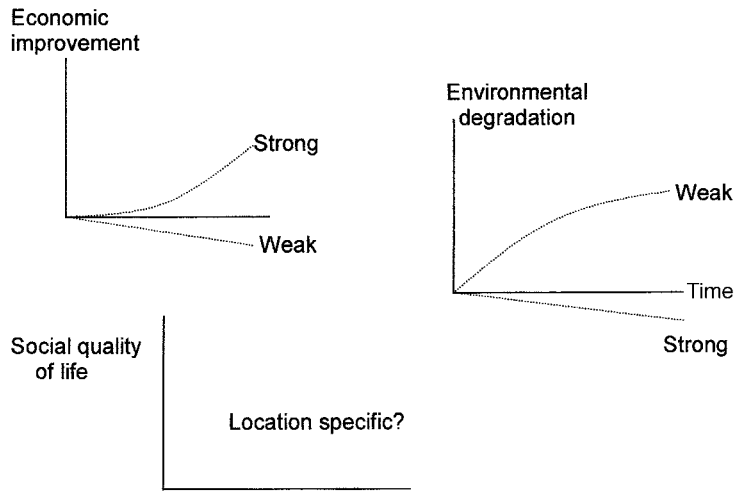 Economic
improvement
Strong
Weak
Environmental
degradation
Weak
Time
Strong
Social quality
of life
Location specific?